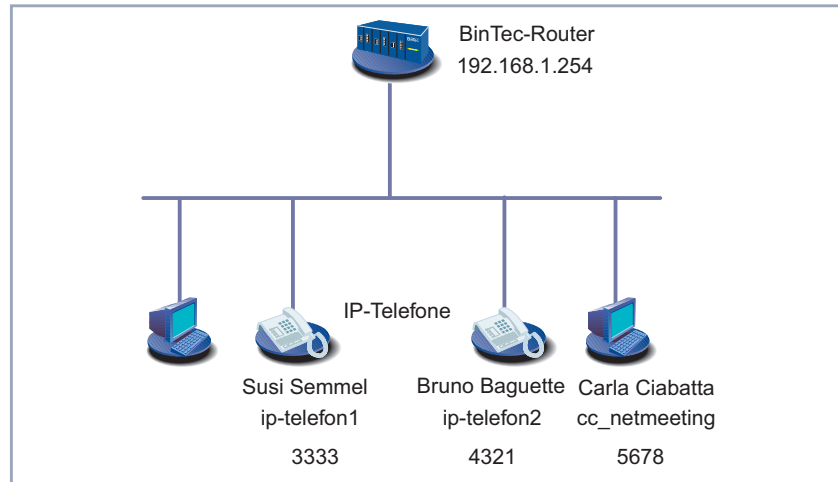 BinTec-Router
192.168.1.254
IP-Telefone
Susi Semmel
ip-telefon1
3333
Bruno Baguette
ip-telefon2
4321
Carla Ciabatta
cc_netmeeting
5678